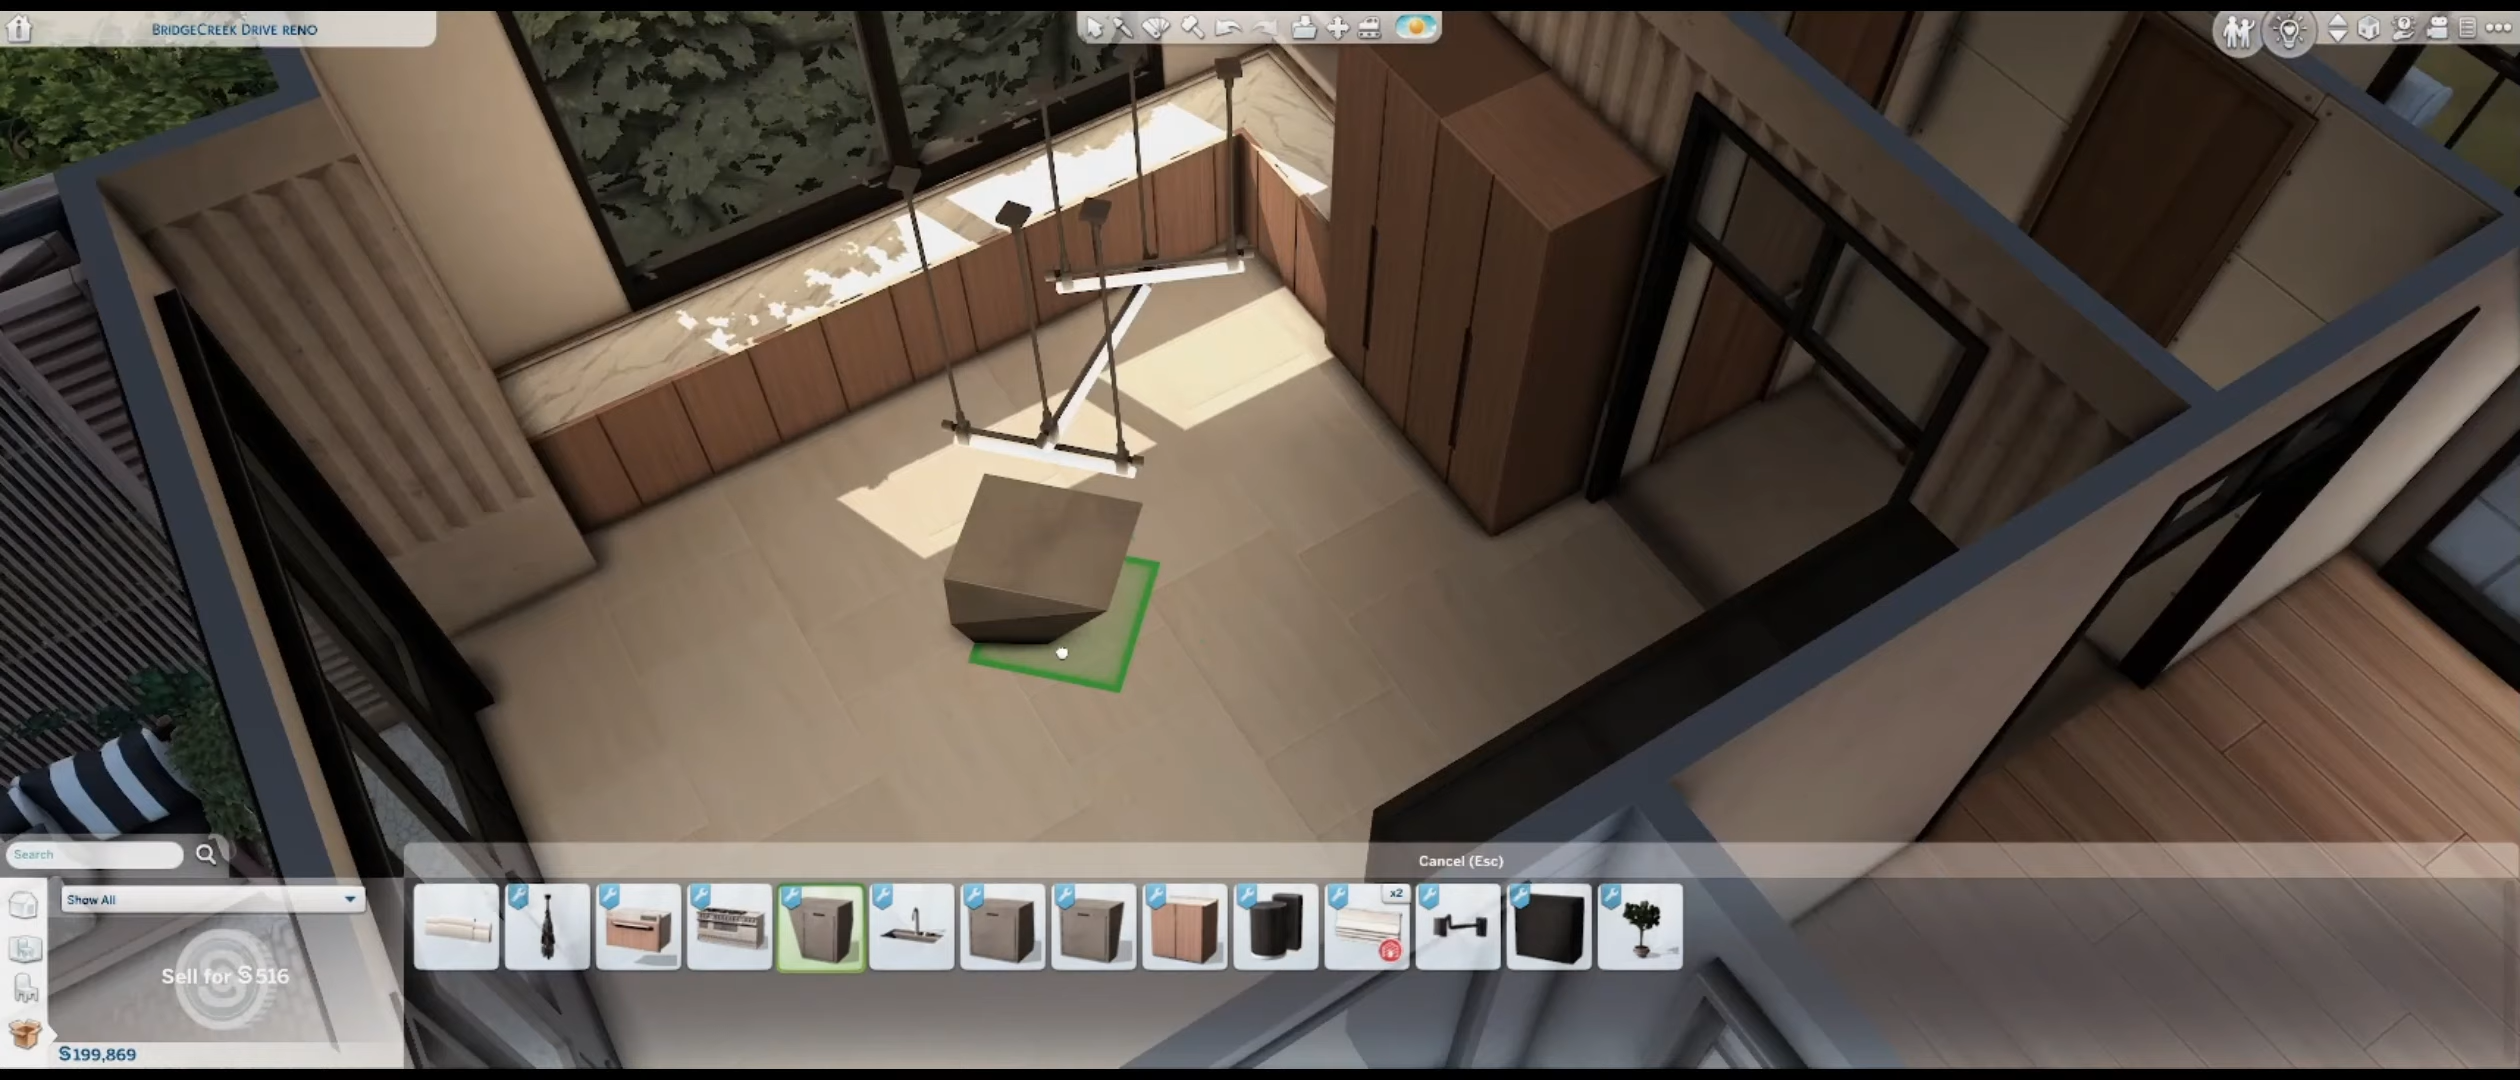 BRIDGECREEK DRIVE RENO
Search
Cancel (Esc)
Show All
x2
Sell for §516
§199,869